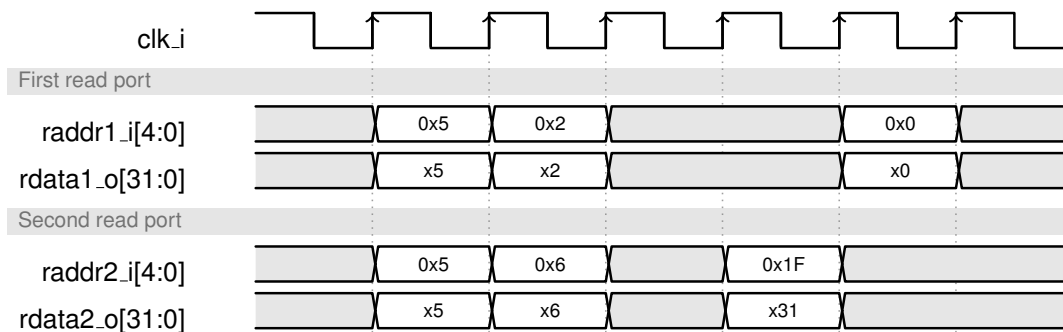 clk_i
First read port
raddr1_i[4:0] 0x5 0x2 0x0
rdata1_o[31:0] x5 x2 x0
Second read port
raddr2_i[4:0] 0x5 0x6 0x1F
rdata2_o[31:0] x5 x6 x31